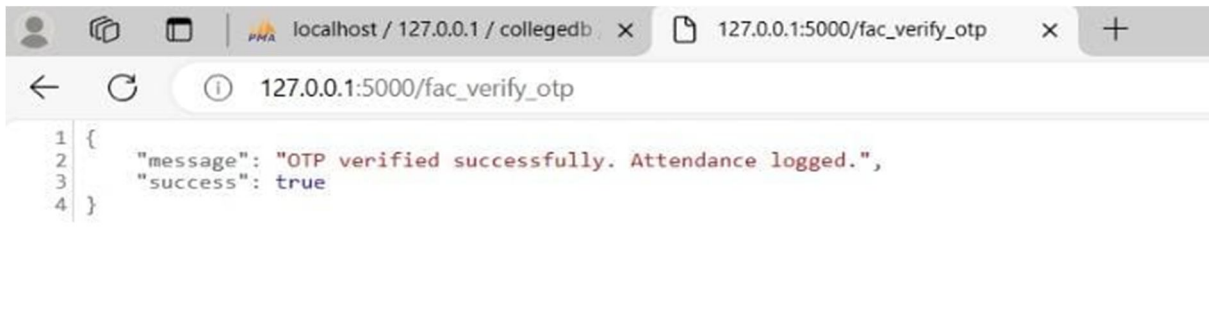 PMA localhost / 127.0.0.1 / collegedb
127.0.0.1:5000/fac_verify_otp
127.0.0.1:5000/fac_verify_otp
1 {
2 "message": "OTP verified successfully. Attendance logged.",
3 "success": true
4 }